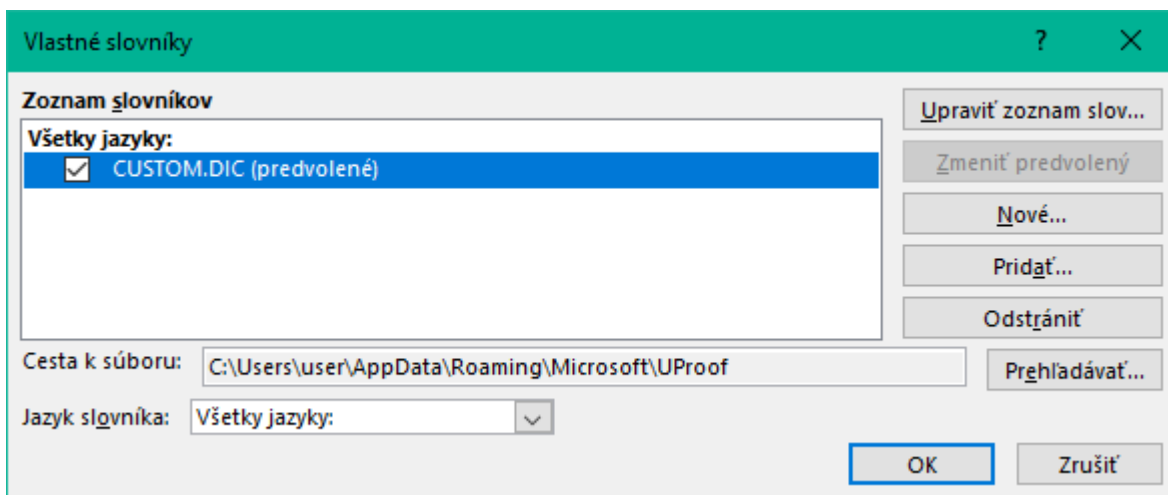 Vlastné slovníky
Zoznam slovníkov
Všetky jazyky:
CUSTOM.DIC (predvolené)
Upraviť zoznam slov...
Zmeniť predvolený
Nové...
Pridať...
Odstrániť
Cesta k súboru: C:\Users\user\AppData\Roaming\Microsoft\UProof
Prehľadávať...
Jazyk slovníka: Všetky jazyky:
OK
Zrušiť